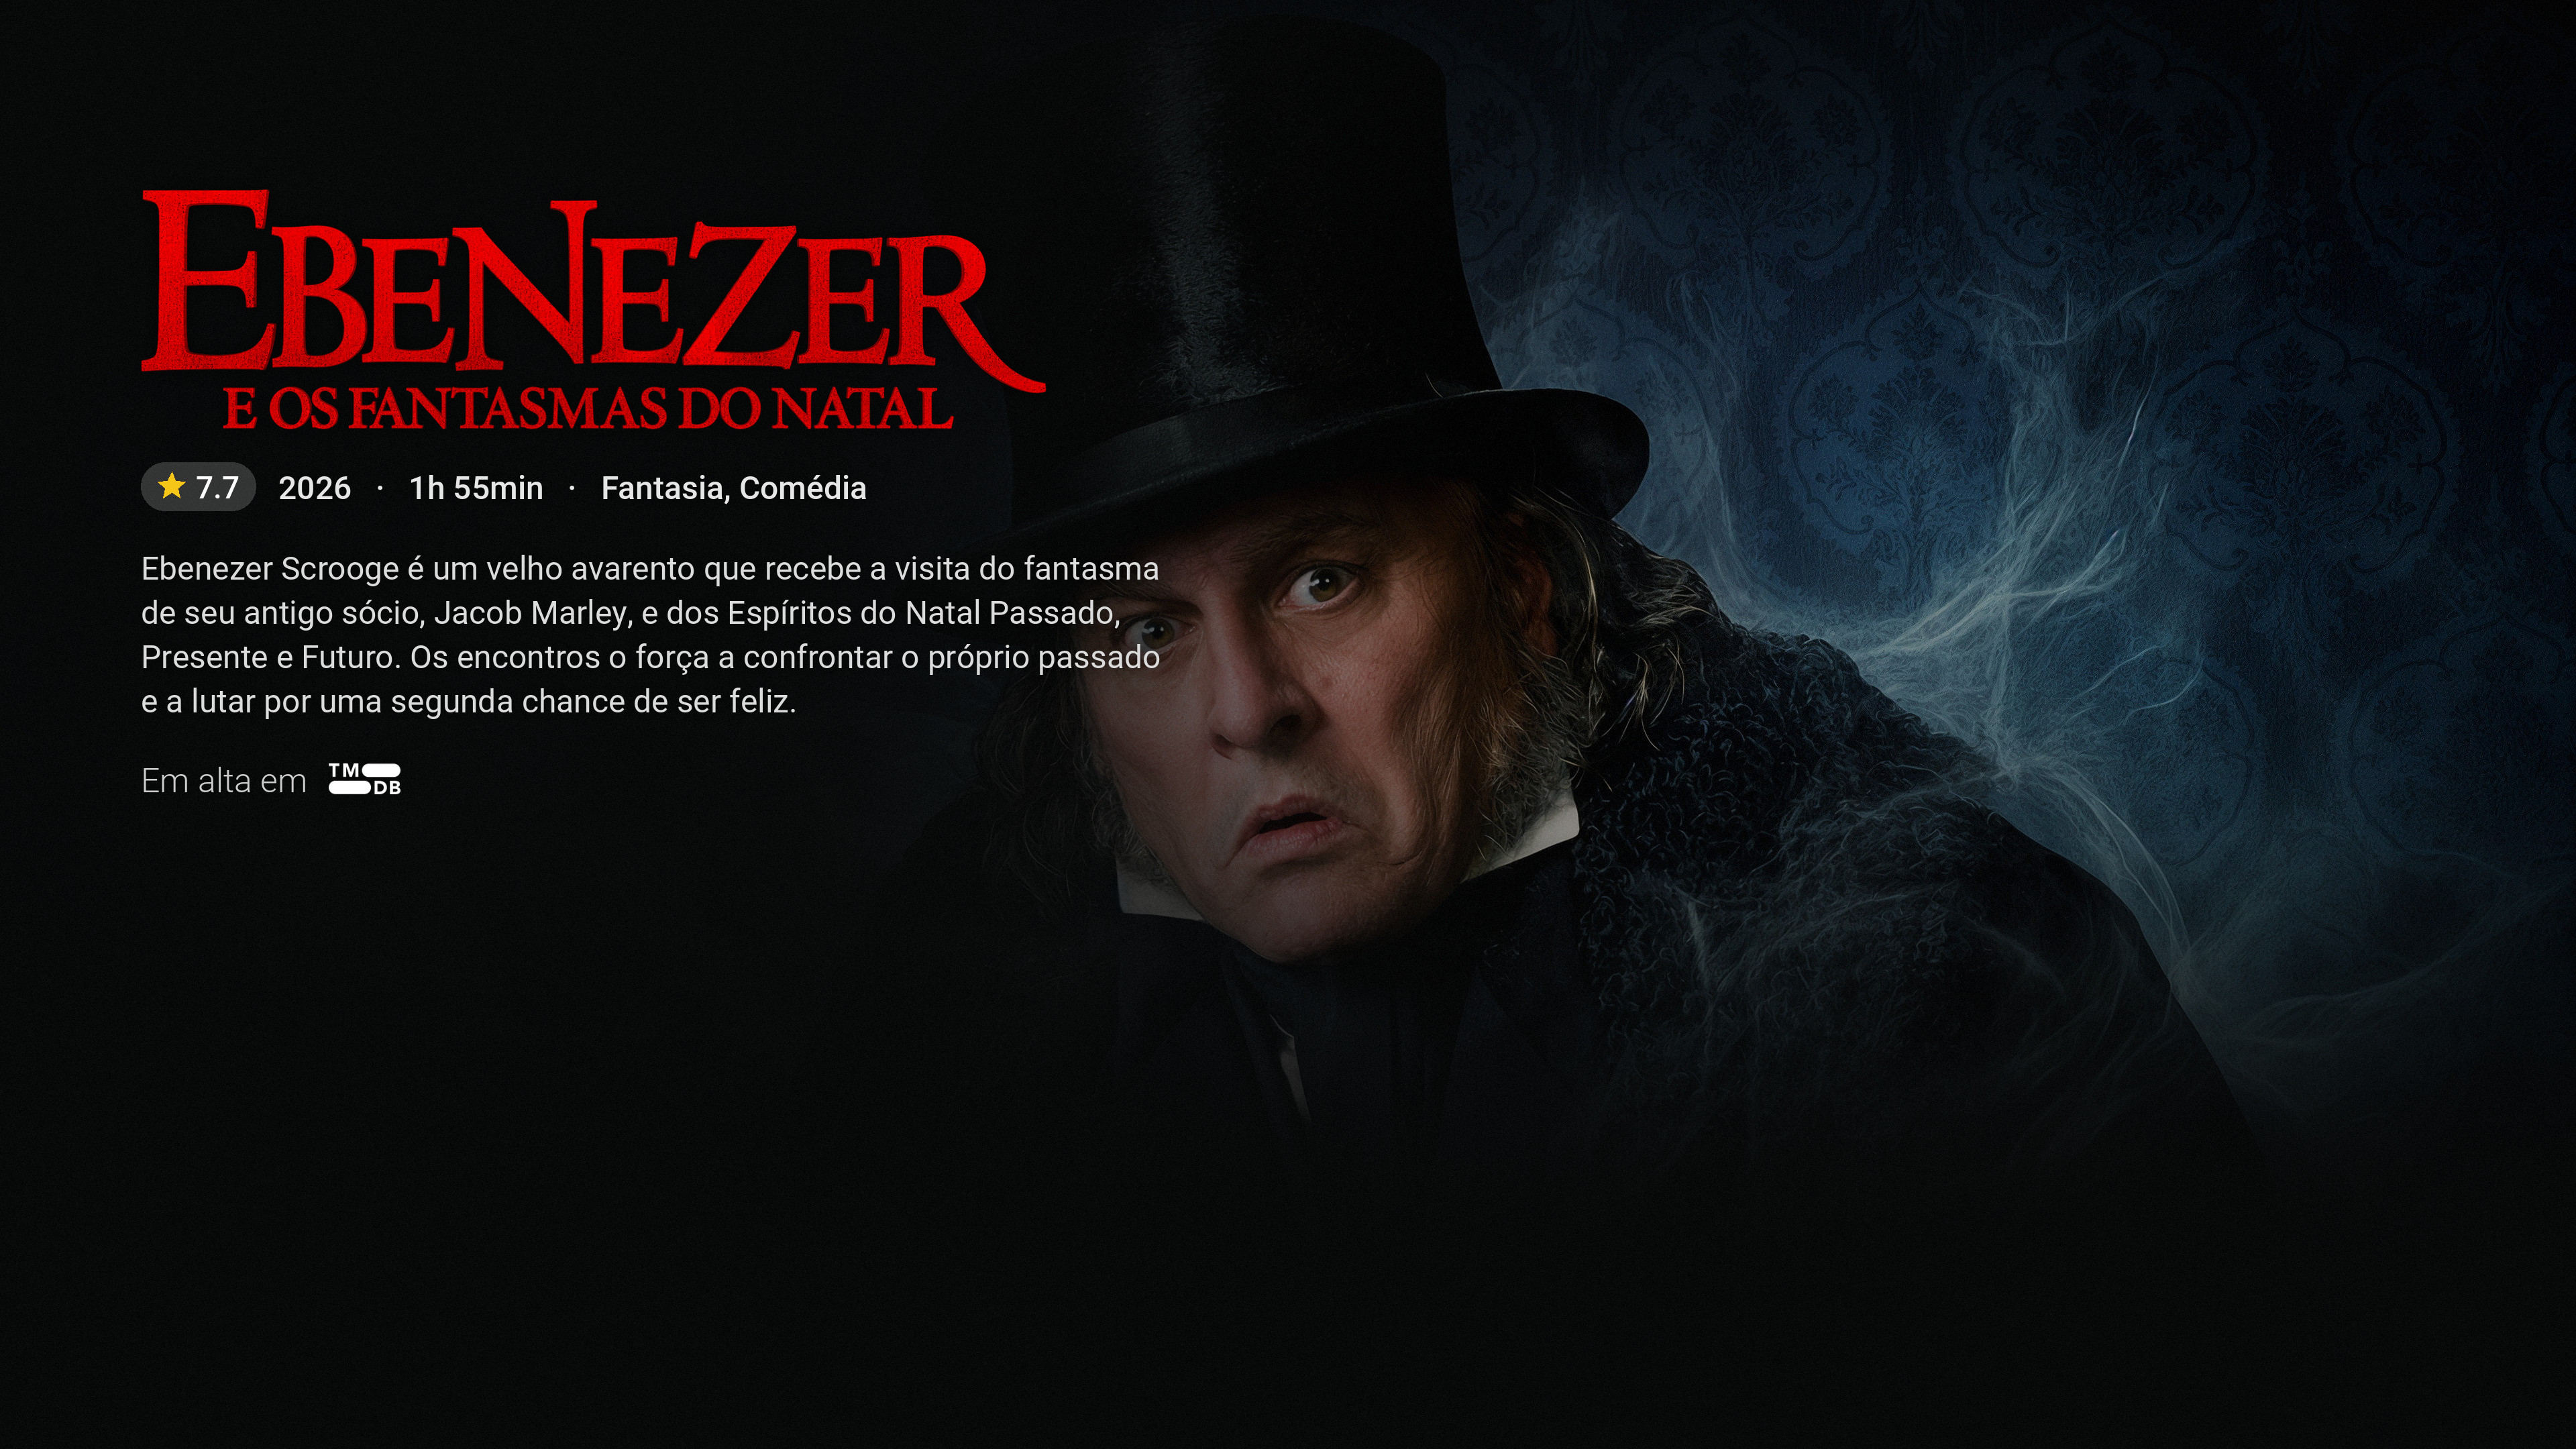 EBENEZER
E OS FANTASMAS DO NATAL
7.7 2026 · 1h 55min · Fantasia, Comédia
Ebenezer Scrooge é um velho avarento que recebe a visita do fantasma
de seu antigo sócio, Jacob Marley, e dos Espíritos do Natal Passado,
Presente e Futuro. Os encontros o força a confrontar o próprio passado
e a lutar por uma segunda chance de ser feliz.
Em alta em TMDB